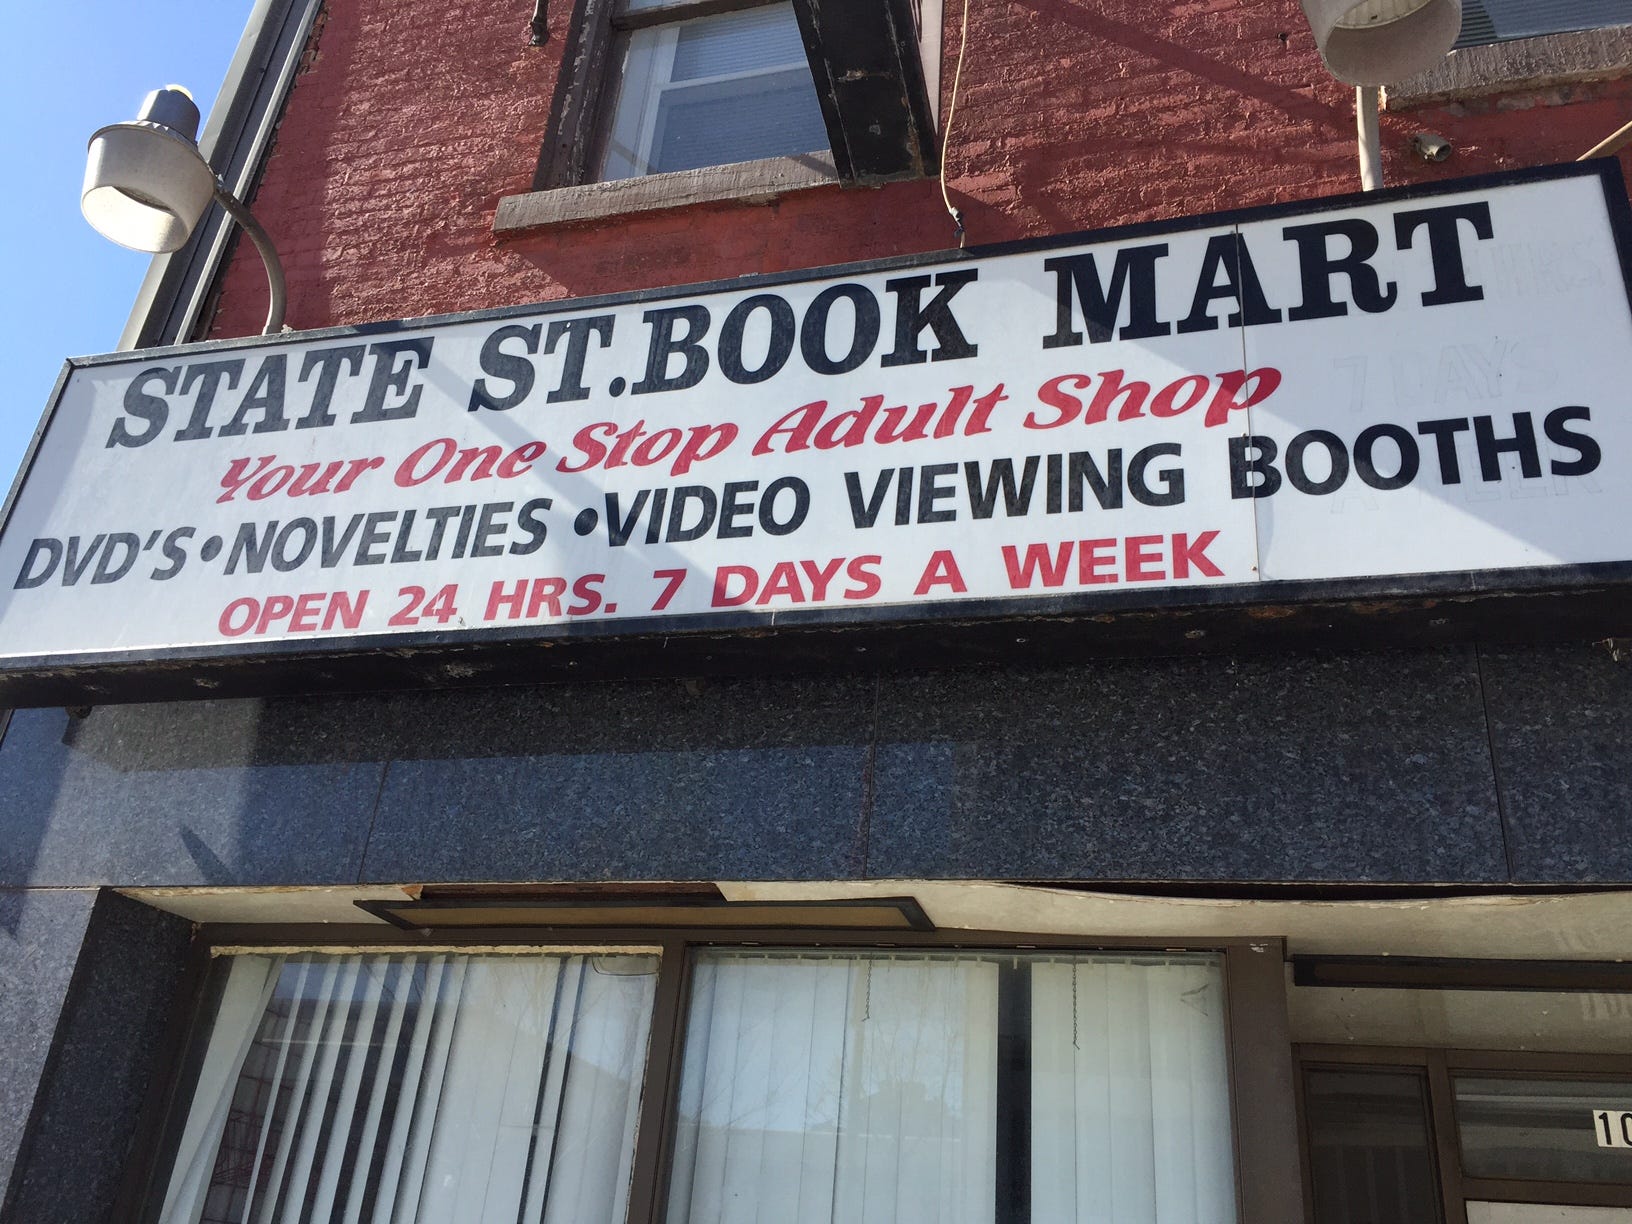 STATE ST. BOOK MART
Your One Stop Adult Shop
DVD'S • NOVELTIES • VIDEO VIEWING BOOTHS
OPEN 24 HRS. 7 DAYS A WEEK
10